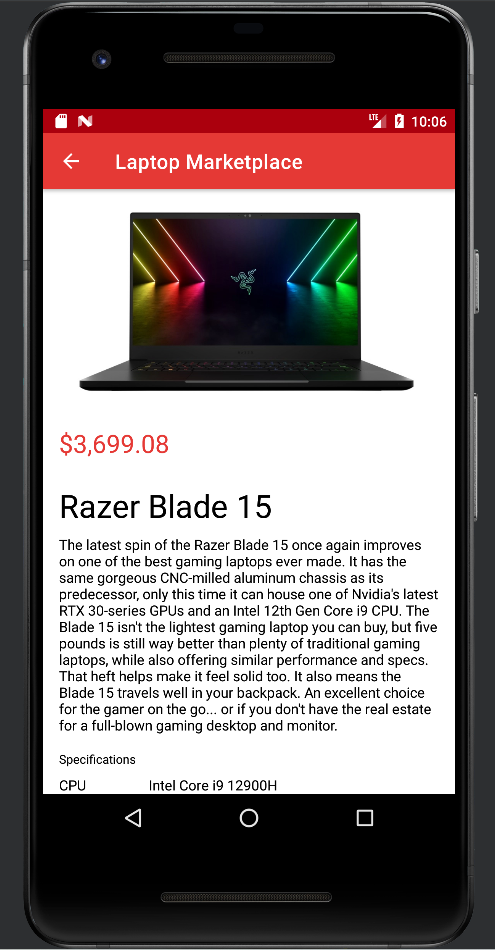 LTE 10:06
Laptop Marketplace
$3,699.08
Razer Blade 15
The latest spin of the Razer Blade 15 once again improves
on one of the best gaming laptops ever made. It has the
same gorgeous CNC-milled aluminum chassis as its
predecessor, only this time it can house one of Nvidia's latest
RTX 30-series GPUs and an Intel 12th Gen Core i9 CPU. The
Blade 15 isn't the lightest gaming laptop you can buy, but five
pounds is still way better than plenty of traditional gaming
laptops, while also offering similar performance and specs.
That heft helps make it feel solid too. It also means the
Blade 15 travels well in your backpack. An excellent choice
for the gamer on the go... or if you don't have the real estate
for a full-blown gaming desktop and monitor.
Specifications
CPU Intel Core i9 12900H